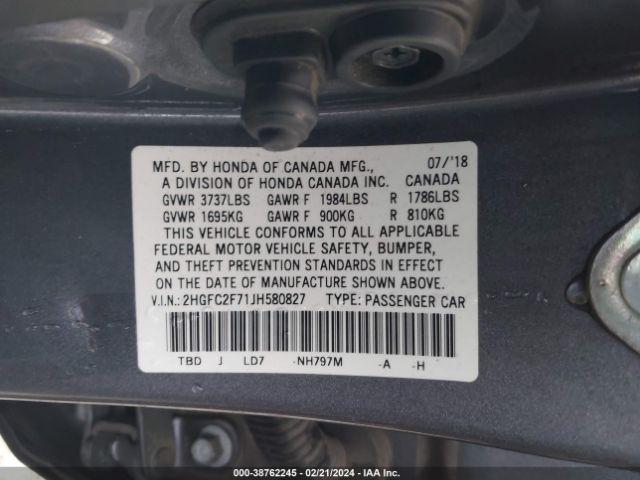 MFD. BY HONDA OF CANADA MFG., 07/'18
A DIVISION OF HONDA CANADA INC. CANADA
GVWR 3737LBS GAWR F 1984LBS R 1786LBS
GVWR 1695KG GAWR F 900KG R 810KG
THIS VEHICLE CONFORMS TO ALL APPLICABLE
FEDERAL MOTOR VEHICLE SAFETY, BUMPER,
AND THEFT PREVENTION STANDARDS IN EFFECT
ON THE DATE OF MANUFACTURE SHOWN ABOVE.
V.I.N.: 2HGFC2F71JH580827 TYPE: PASSENGER CAR
TBD J LD7 -NH797M -A -H
000-38762245 - 02/21/2024 - IAA Inc.